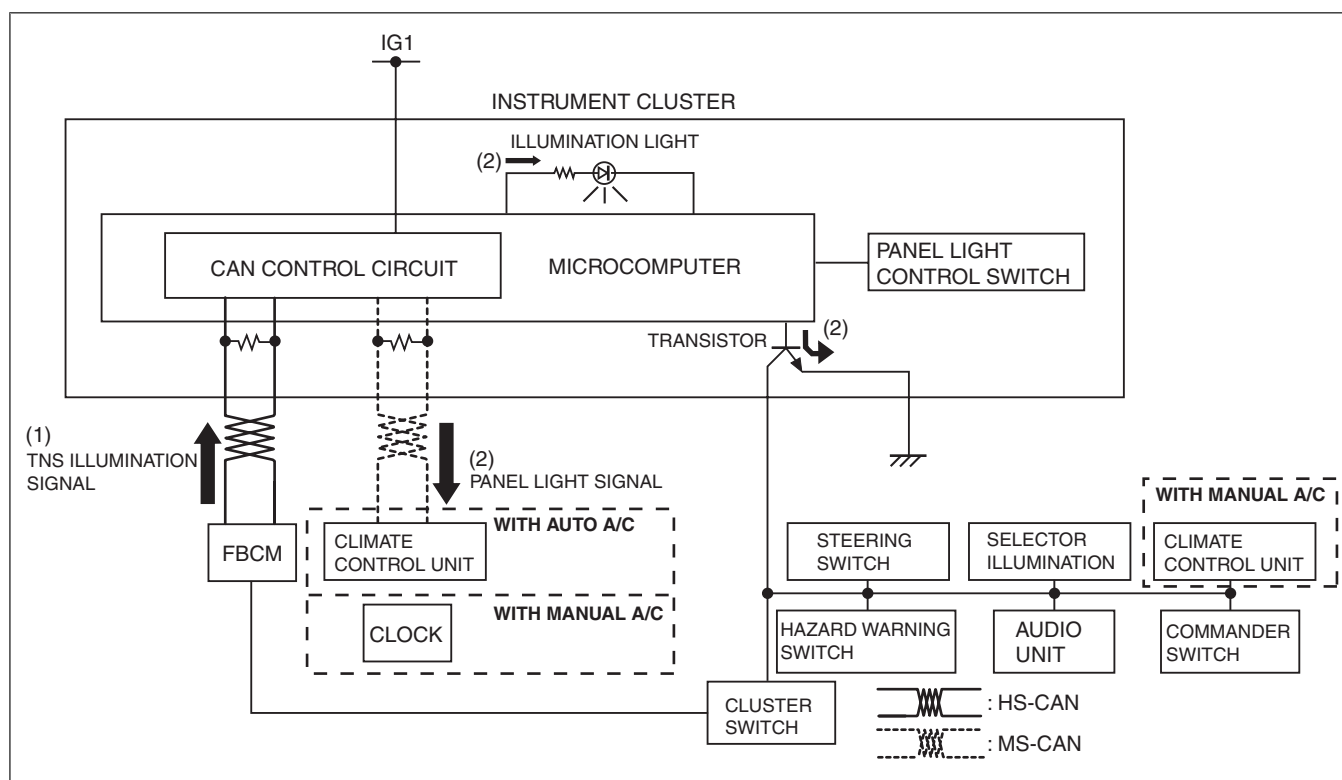 IG1
INSTRUMENT CLUSTER
ILLUMINATION LIGHT
(2)
CAN CONTROL CIRCUIT
MICROCOMPUTER
PANEL LIGHT
CONTROL SWITCH
TRANSISTOR
(2)
(1)
TNS ILLUMINATION
SIGNAL
(2)
PANEL LIGHT SIGNAL
FBCM
WITH AUTO A/C
CLIMATE
CONTROL UNIT
WITH MANUAL A/C
CLOCK
WITH MANUAL A/C
STEERING
SWITCH
SELECTOR
ILLUMINATION
CLIMATE
CONTROL UNIT
HAZARD WARNING
SWITCH
AUDIO
UNIT
COMMANDER
SWITCH
CLUSTER
SWITCH
: HS-CAN
: MS-CAN